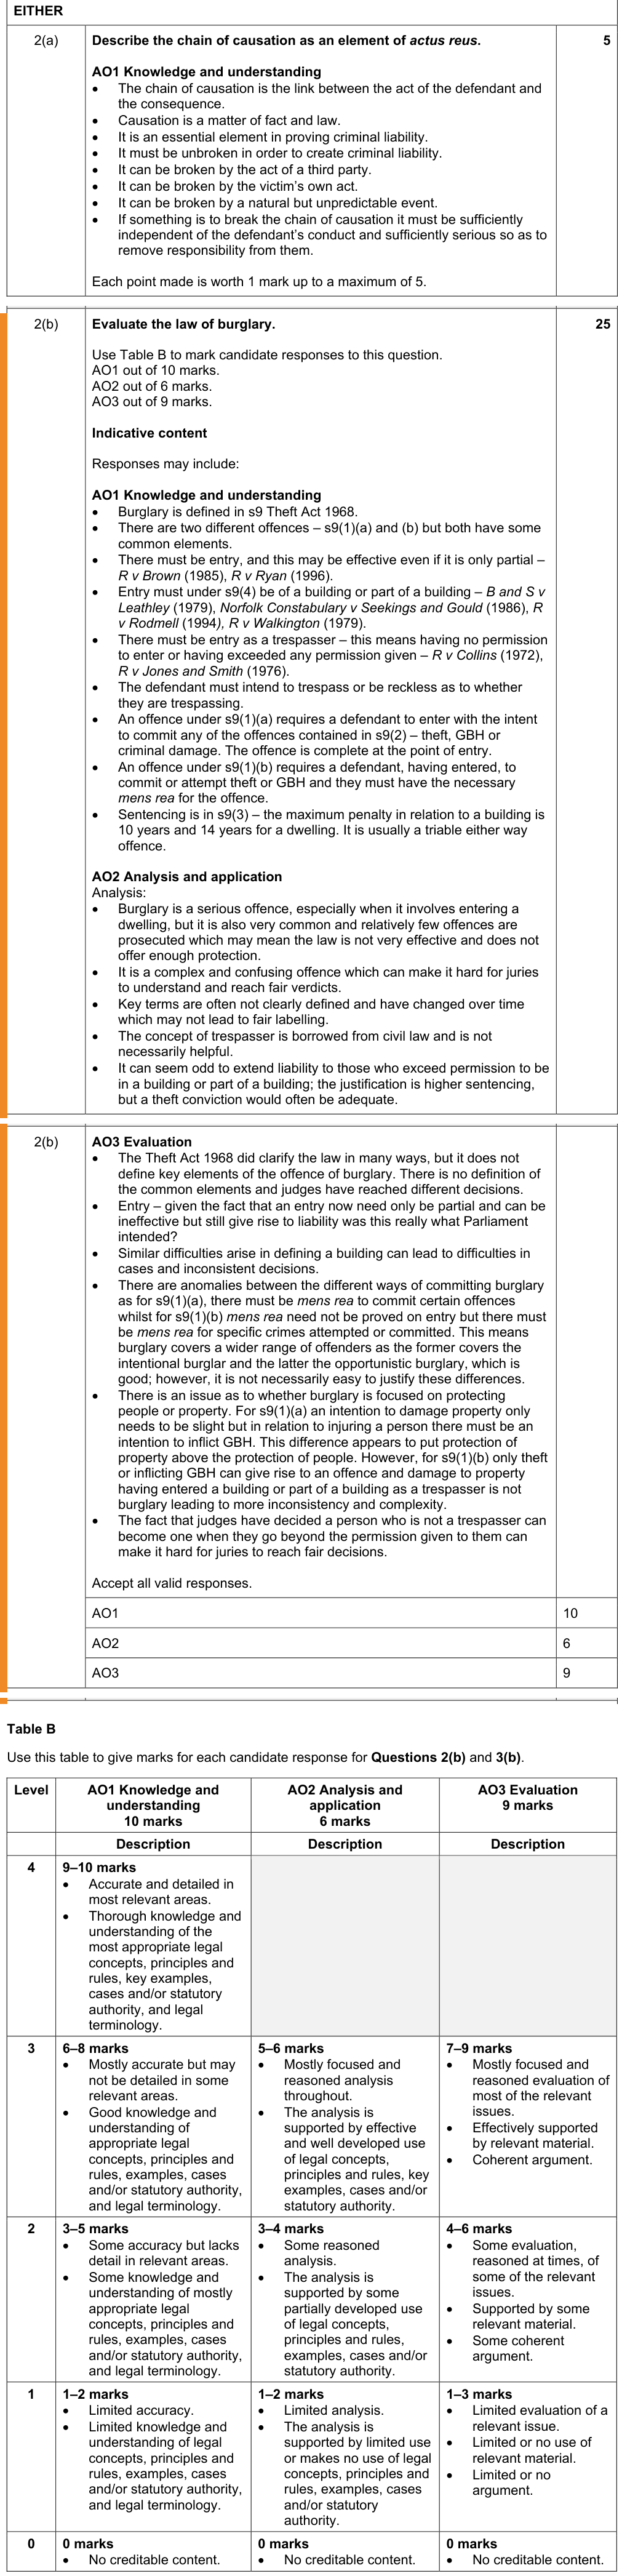 EITHER
2(a)
Describe the chain of causation as an element of actus reus.
5
AO1 Knowledge and understanding
• The chain of causation is the link between the act of the defendant and
the consequence.
• Causation is a matter of fact and law.
• It is an essential element in proving criminal liability.
• It must be unbroken in order to create criminal liability.
• It can be broken by the act of a third party.
• It can be broken by the victim's own act.
• It can be broken by a natural but unpredictable event.
• If something is to break the chain of causation it must be sufficiently
independent of the defendant's conduct and sufficiently serious so as to
remove responsibility from them.
Each point made is worth 1 mark up to a maximum of 5.
2(b)
Evaluate the law of burglary.
25
Use Table B to mark candidate responses to this question.
AO1 out of 10 marks.
AO2 out of 6 marks.
AO3 out of 9 marks.
Indicative content
Responses may include:
AO1 Knowledge and understanding
• Burglary is defined in s9 Theft Act 1968.
• There are two different offences – s9(1)(a) and (b) but both have some
common elements.
• There must be entry, and this may be effective even if it is only partial –
R v Brown (1985), R v Ryan (1996).
• Entry must under s9(4) be of a building or part of a building – B and S v
Leathley (1979), Norfolk Constabulary v Seekings and Gould (1986), R
v Rodmell (1994), R v Walkington (1979).
• There must be entry as a trespasser – this means having no permission
to enter or having exceeded any permission given – R v Collins (1972),
R v Jones and Smith (1976).
• The defendant must intend to trespass or be reckless as to whether
they are trespassing.
• An offence under s9(1)(a) requires a defendant to enter with the intent
to commit any of the offences contained in s9(2) – theft, GBH or
criminal damage. The offence is complete at the point of entry.
• An offence under s9(1)(b) requires a defendant, having entered, to
commit or attempt theft or GBH and they must have the necessary
mens rea for the offence.
• Sentencing is in s9(3) – the maximum penalty in relation to a building is
10 years and 14 years for a dwelling. It is usually a triable either way
offence.
AO2 Analysis and application
Analysis:
• Burglary is a serious offence, especially when it involves entering a
dwelling, but it is also very common and relatively few offences are
prosecuted which may mean the law is not very effective and does not
offer enough protection.
• It is a complex and confusing offence which can make it hard for juries
to understand and reach fair verdicts.
• Key terms are often not clearly defined and have changed over time
which may not lead to fair labelling.
• The concept of trespasser is borrowed from civil law and is not
necessarily helpful.
• It can seem odd to extend liability to those who exceed permission to be
in a building or part of a building; the justification is higher sentencing,
but a theft conviction would often be adequate.
2(b)
AO3 Evaluation
• The Theft Act 1968 did clarify the law in many ways, but it does not
define key elements of the offence of burglary. There is no definition of
the common elements and judges have reached different decisions.
• Entry – given the fact that an entry now need only be partial and can be
ineffective but still give rise to liability was this really what Parliament
intended?
• Similar difficulties arise in defining a building can lead to difficulties in
cases and inconsistent decisions.
• There are anomalies between the different ways of committing burglary
as for s9(1)(a), there must be mens rea to commit certain offences
whilst for s9(1)(b) mens rea need not be proved on entry but there must
be mens rea for specific crimes attempted or committed. This means
burglary covers a wider range of offenders as the former covers the
intentional burglar and the latter the opportunistic burglary, which is
good; however, it is not necessarily easy to justify these differences.
• There is an issue as to whether burglary is focused on protecting
people or property. For s9(1)(a) an intention to damage property only
needs to be slight but in relation to injuring a person there must be an
intention to inflict GBH. This difference appears to put protection of
property above the protection of people. However, for s9(1)(b) only theft
or inflicting GBH can give rise to an offence and damage to property
having entered a building or part of a building as a trespasser is not
burglary leading to more inconsistency and complexity.
• The fact that judges have decided a person who is not a trespasser can
become one when they go beyond the permission given to them can
make it hard for juries to reach fair decisions.
Accept all valid responses.
AO1 10
AO2 6
AO3 9
Table B
Use this table to give marks for each candidate response for Questions 2(b) and 3(b).
Level
AO1 Knowledge and
understanding
10 marks
AO2 Analysis and
application
6 marks
AO3 Evaluation
9 marks
Description
Description
Description
4
9–10 marks
• Accurate and detailed in
most relevant areas.
• Thorough knowledge and
understanding of the
most appropriate legal
concepts, principles and
rules, key examples,
cases and/or statutory
authority, and legal
terminology.
3
6–8 marks
• Mostly accurate but may
not be detailed in some
relevant areas.
• Good knowledge and
understanding of
appropriate legal
concepts, principles and
rules, examples, cases
and/or statutory authority,
and legal terminology.
5–6 marks
• Mostly focused and
reasoned analysis
throughout.
• The analysis is
supported by effective
and well developed use
of legal concepts,
principles and rules, key
examples, cases and/or
statutory authority.
7–9 marks
• Mostly focused and
reasoned evaluation of
most of the relevant
issues.
• Effectively supported
by relevant material.
• Coherent argument.
2
3–5 marks
• Some accuracy but lacks
detail in relevant areas.
• Some knowledge and
understanding of mostly
appropriate legal
concepts, principles and
rules, examples, cases
and/or statutory authority,
and legal terminology.
3–4 marks
• Some reasoned
analysis.
• The analysis is
supported by some
partially developed use
of legal concepts,
principles and rules,
examples, cases and/or
statutory authority.
4–6 marks
• Some evaluation,
reasoned at times, of
some of the relevant
issues.
• Supported by some
relevant material.
• Some coherent
argument.
1
1–2 marks
• Limited accuracy.
• Limited knowledge and
understanding of legal
concepts, principles and
rules, examples, cases
and/or statutory authority,
and legal terminology.
1–2 marks
• Limited analysis.
• The analysis is
supported by limited use
or makes no use of legal
concepts, principles and
rules, examples, cases
and/or statutory
authority.
1–3 marks
• Limited evaluation of a
relevant issue.
• Limited or no use of
relevant material.
• Limited or no
argument.
0
0 marks
• No creditable content.
0 marks
• No creditable content.
0 marks
• No creditable content.